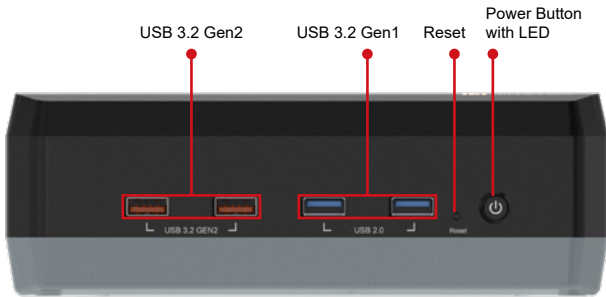 USB 3.2 Gen2
USB 3.2 Gen1
Reset
Power Button
with LED
USB 3.2 GEN2
USB 2.0
Reset